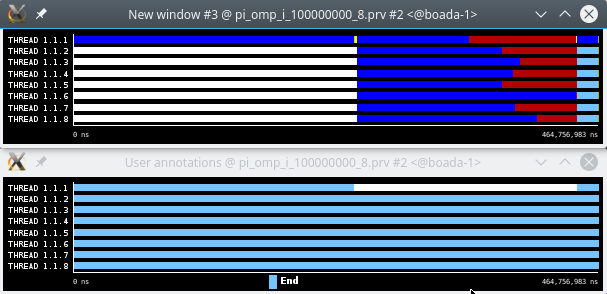 New window #3 @ pi_omp_i_100000000_8.prv #2 <@boada-1>
THREAD 1.1.1
THREAD 1.1.2
THREAD 1.1.3
THREAD 1.1.4
THREAD 1.1.5
THREAD 1.1.6
THREAD 1.1.7
THREAD 1.1.8
0 ns 464,756,983 ns
User annotations @ pi_omp_i_100000000_8.prv #2 <@boada-1>
THREAD 1.1.1
THREAD 1.1.2
THREAD 1.1.3
THREAD 1.1.4
THREAD 1.1.5
THREAD 1.1.6
THREAD 1.1.7
THREAD 1.1.8
0 ns End 464,756,983 ns